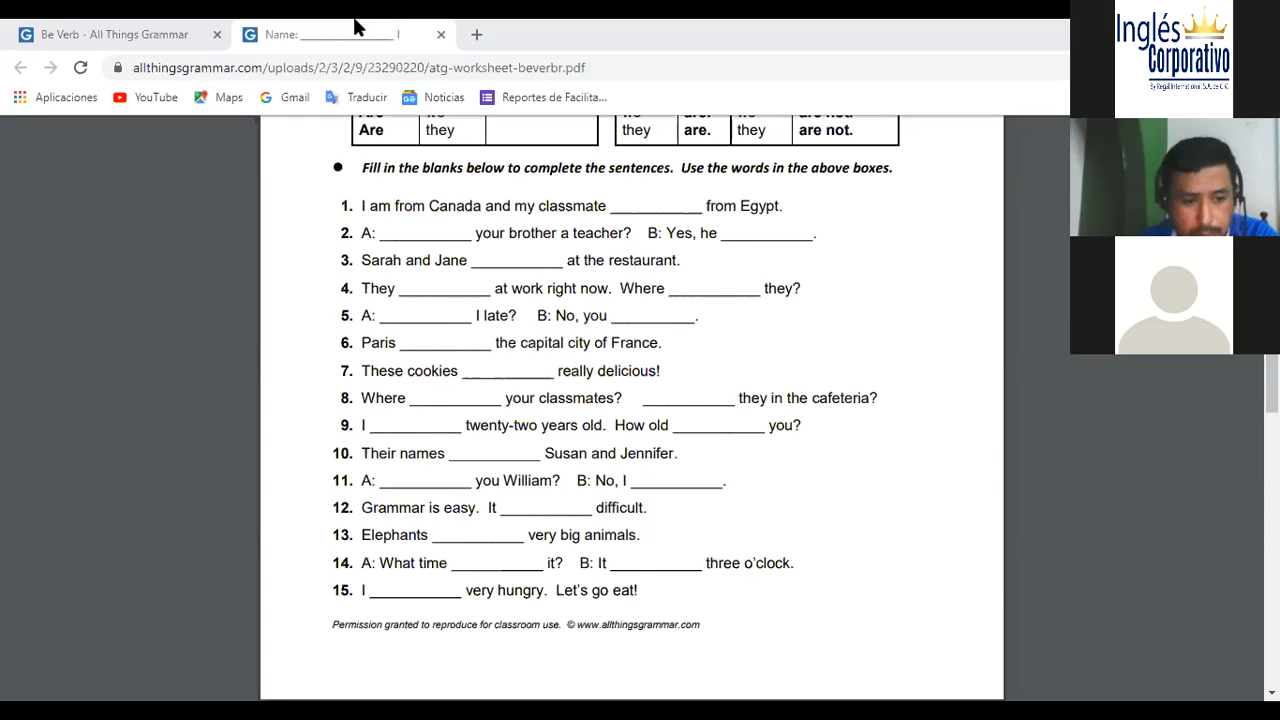 Be Verb - All Things Grammar
Name: ________________ I
allthingsgrammar.com/uploads/2/3/2/9/23290220/atg-worksheet-beverbr.pdf
Aplicaciones YouTube Maps Gmail Traducir Noticias Reportes de Facilita...
Are they they are. they are not.
● Fill in the blanks below to complete the sentences. Use the words in the above boxes.
1. I am from Canada and my classmate ___________ from Egypt.
2. A: ___________ your brother a teacher? B: Yes, he ___________.
3. Sarah and Jane ___________ at the restaurant.
4. They ___________ at work right now. Where ___________ they?
5. A: ___________ I late? B: No, you __________.
6. Paris ___________ the capital city of France.
7. These cookies ___________ really delicious!
8. Where ___________ your classmates? ___________ they in the cafeteria?
9. I ___________ twenty-two years old. How old ___________ you?
10. Their names ___________ Susan and Jennifer.
11. A: ___________ you William? B: No, I ___________.
12. Grammar is easy. It ___________ difficult.
13. Elephants ___________ very big animals.
14. A: What time ___________ it? B: It ___________ three o'clock.
15. I ___________ very hungry. Let's go eat!
Permission granted to reproduce for classroom use. © www.allthingsgrammar.com
Inglés
Corporativo
By Regal International S.A. de C.V.